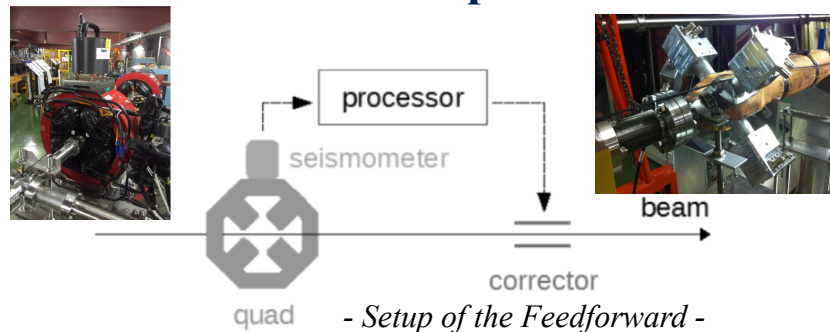 processor
seismometer
beam
corrector
quad
- Setup of the Feedforward -